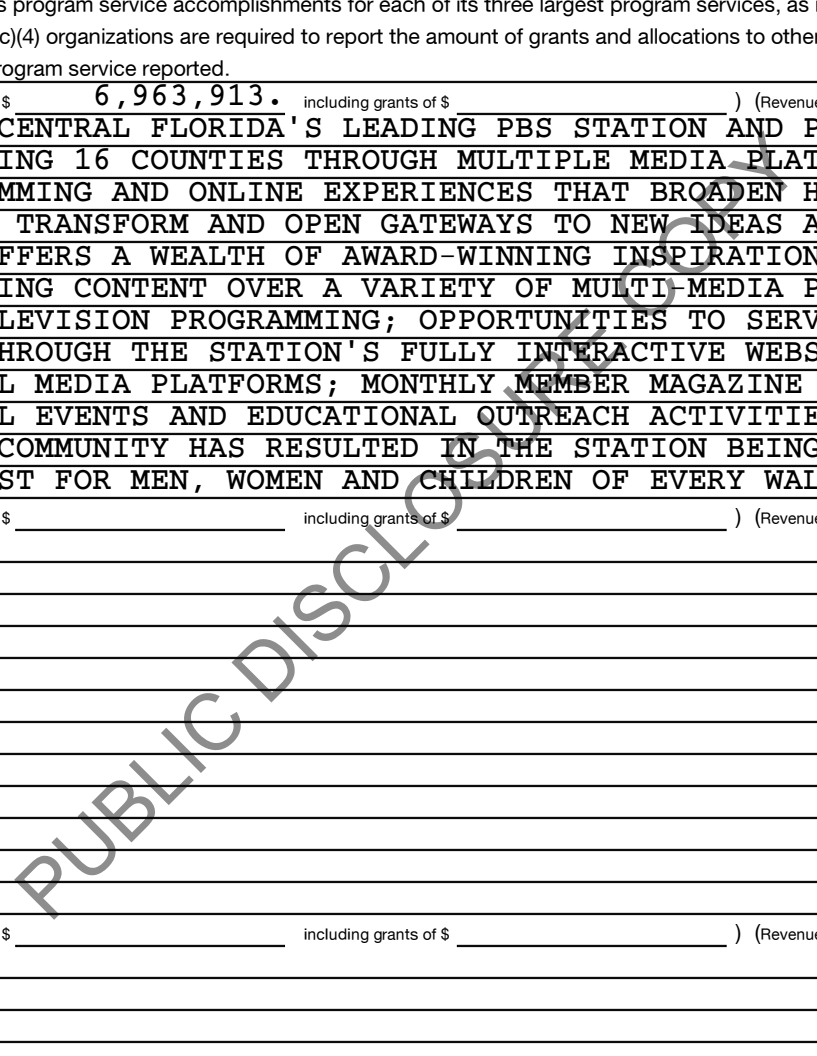 s program service accomplishments for each of its three largest program services, as
c)(4) organizations are required to report the amount of grants and allocations to other
rogram service reported.
$ 6,963,913. including grants of $ ) (Revenue
CENTRAL FLORIDA'S LEADING PBS STATION AND P
ING 16 COUNTIES THROUGH MULTIPLE MEDIA PLAT
MMING AND ONLINE EXPERIENCES THAT BROADEN H
TRANSFORM AND OPEN GATEWAYS TO NEW IDEAS A
FFERS A WEALTH OF AWARD-WINNING INSPIRATION
ING CONTENT OVER A VARIETY OF MULTI-MEDIA P
LEVISION PROGRAMMING; OPPORTUNITIES TO SERV
HROUGH THE STATION'S FULLY INTERACTIVE WEBS
L MEDIA PLATFORMS; MONTHLY MEMBER MAGAZINE
L EVENTS AND EDUCATIONAL OUTREACH ACTIVITIE
COMMUNITY HAS RESULTED IN THE STATION BEING
ST FOR MEN, WOMEN AND CHILDREN OF EVERY WAL
$ including grants of $ ) (Revenue
$ including grants of $ ) (Revenue
PUBLIC DISCLOSURE COPY